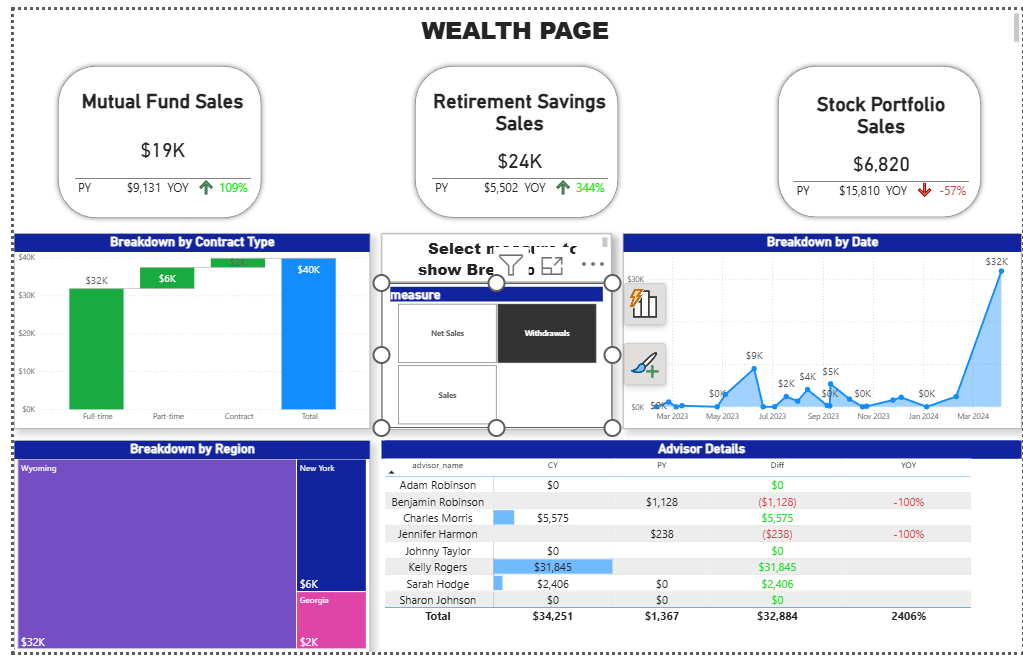 WEALTH PAGE
Mutual Fund Sales
$19K
PY $9,131 YOY 109%
Retirement Savings
Sales
$24K
PY $5,502 YOY 344%
Stock Portfolio
Sales
$6,820
PY $15,810 YOY -57%
Breakdown by Contract Type
$40K
$30K
$20K
$10K
$0K
$32K
$6K
$2K
$40K
Full-time Part-time Contract Total
Select measure to
show
measure
Net Sales Withdrawals
Sales
Breakdown by Date
$30K
$0K
$0K $0K $9K $2K $4K $0K $5K $0K $0K $32K
Mar 2023 May 2023 Jul 2023 Sep 2023 Nov 2023 Jan 2024 Mar 2024
Breakdown by Region
Wyoming
$32K
New York
$6K
Georgia
$2K
Advisor Details
advisor_name CY PY Diff YOY
Adam Robinson $0 $0
Benjamin Robinson $1,128 ($1,128) -100%
Charles Morris $5,575 $5,575
Jennifer Harmon $238 ($238) -100%
Johnny Taylor $0 $0
Kelly Rogers $31,845 $31,845
Sarah Hodge $2,406 $0 $2,406
Sharon Johnson $0 $0 $0
Total $34,251 $1,367 $32,884 2406%